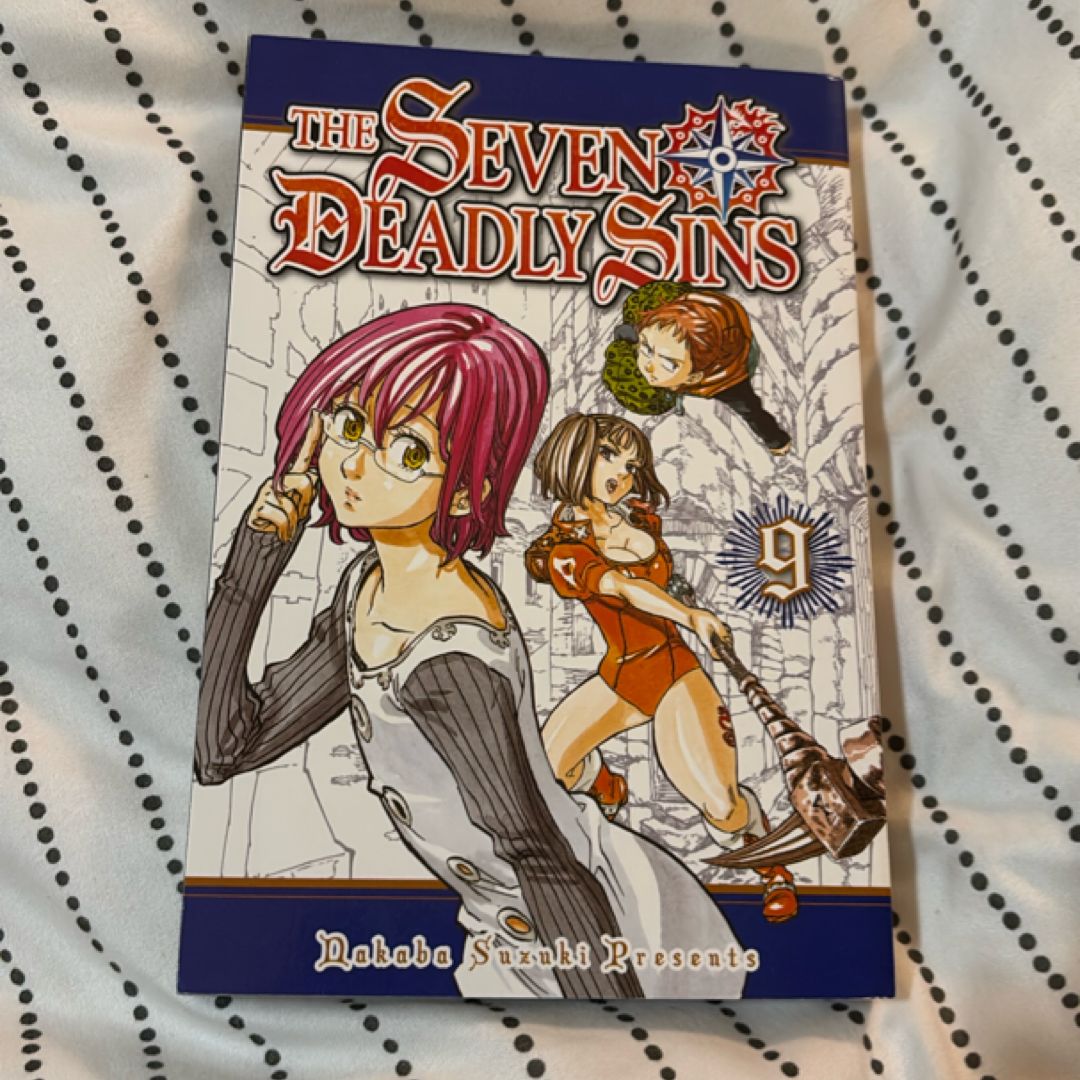 THE SEVEN
DEADLY SINS
9
Nakaba Suzuki Presents